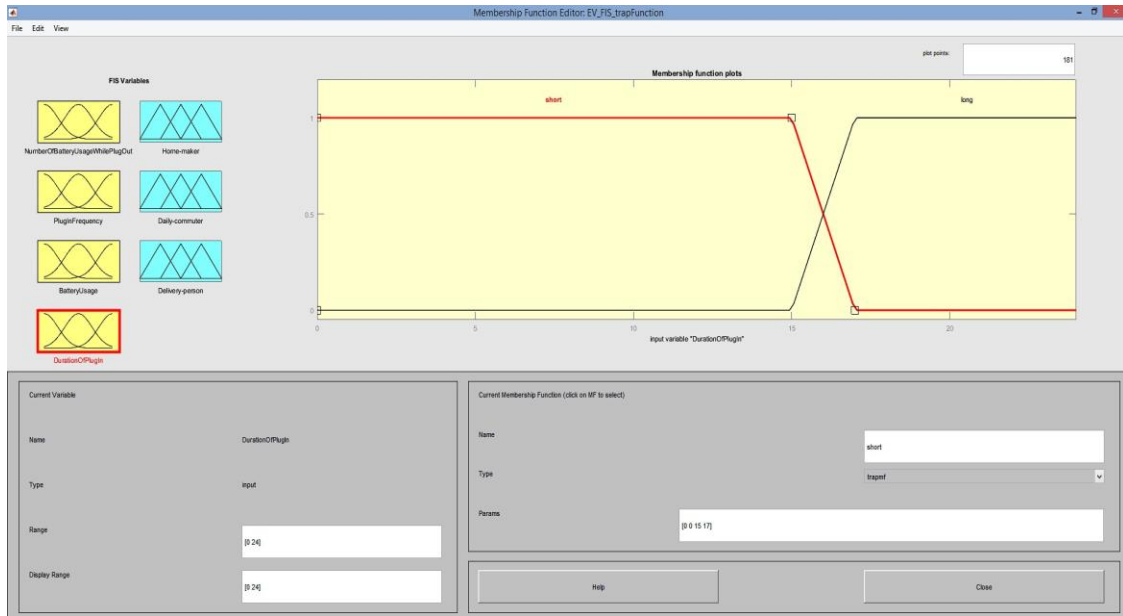 Membership Function Editor: EV_FIS_trapFunction
File Edit View
plot points:
181
FIS Variables
Membership function plots
NumberOfBatteryUsageWhilePlugOut
Home-maker
PluginFrequency
Daily-commuter
BatteryUsage
Delivery-person
DurationOfPlugIn
short
long
1
0.5
0
0 5 10 15 20
input variable "DurationOfPlugIn"
Current Variable
Name DurationOfPlugIn
Type input
Range [0 24]
Display Range [0 24]
Current Membership Function (click on MF to select)
Name short
Type trapmf
Params [0 0 15 17]
Help Close